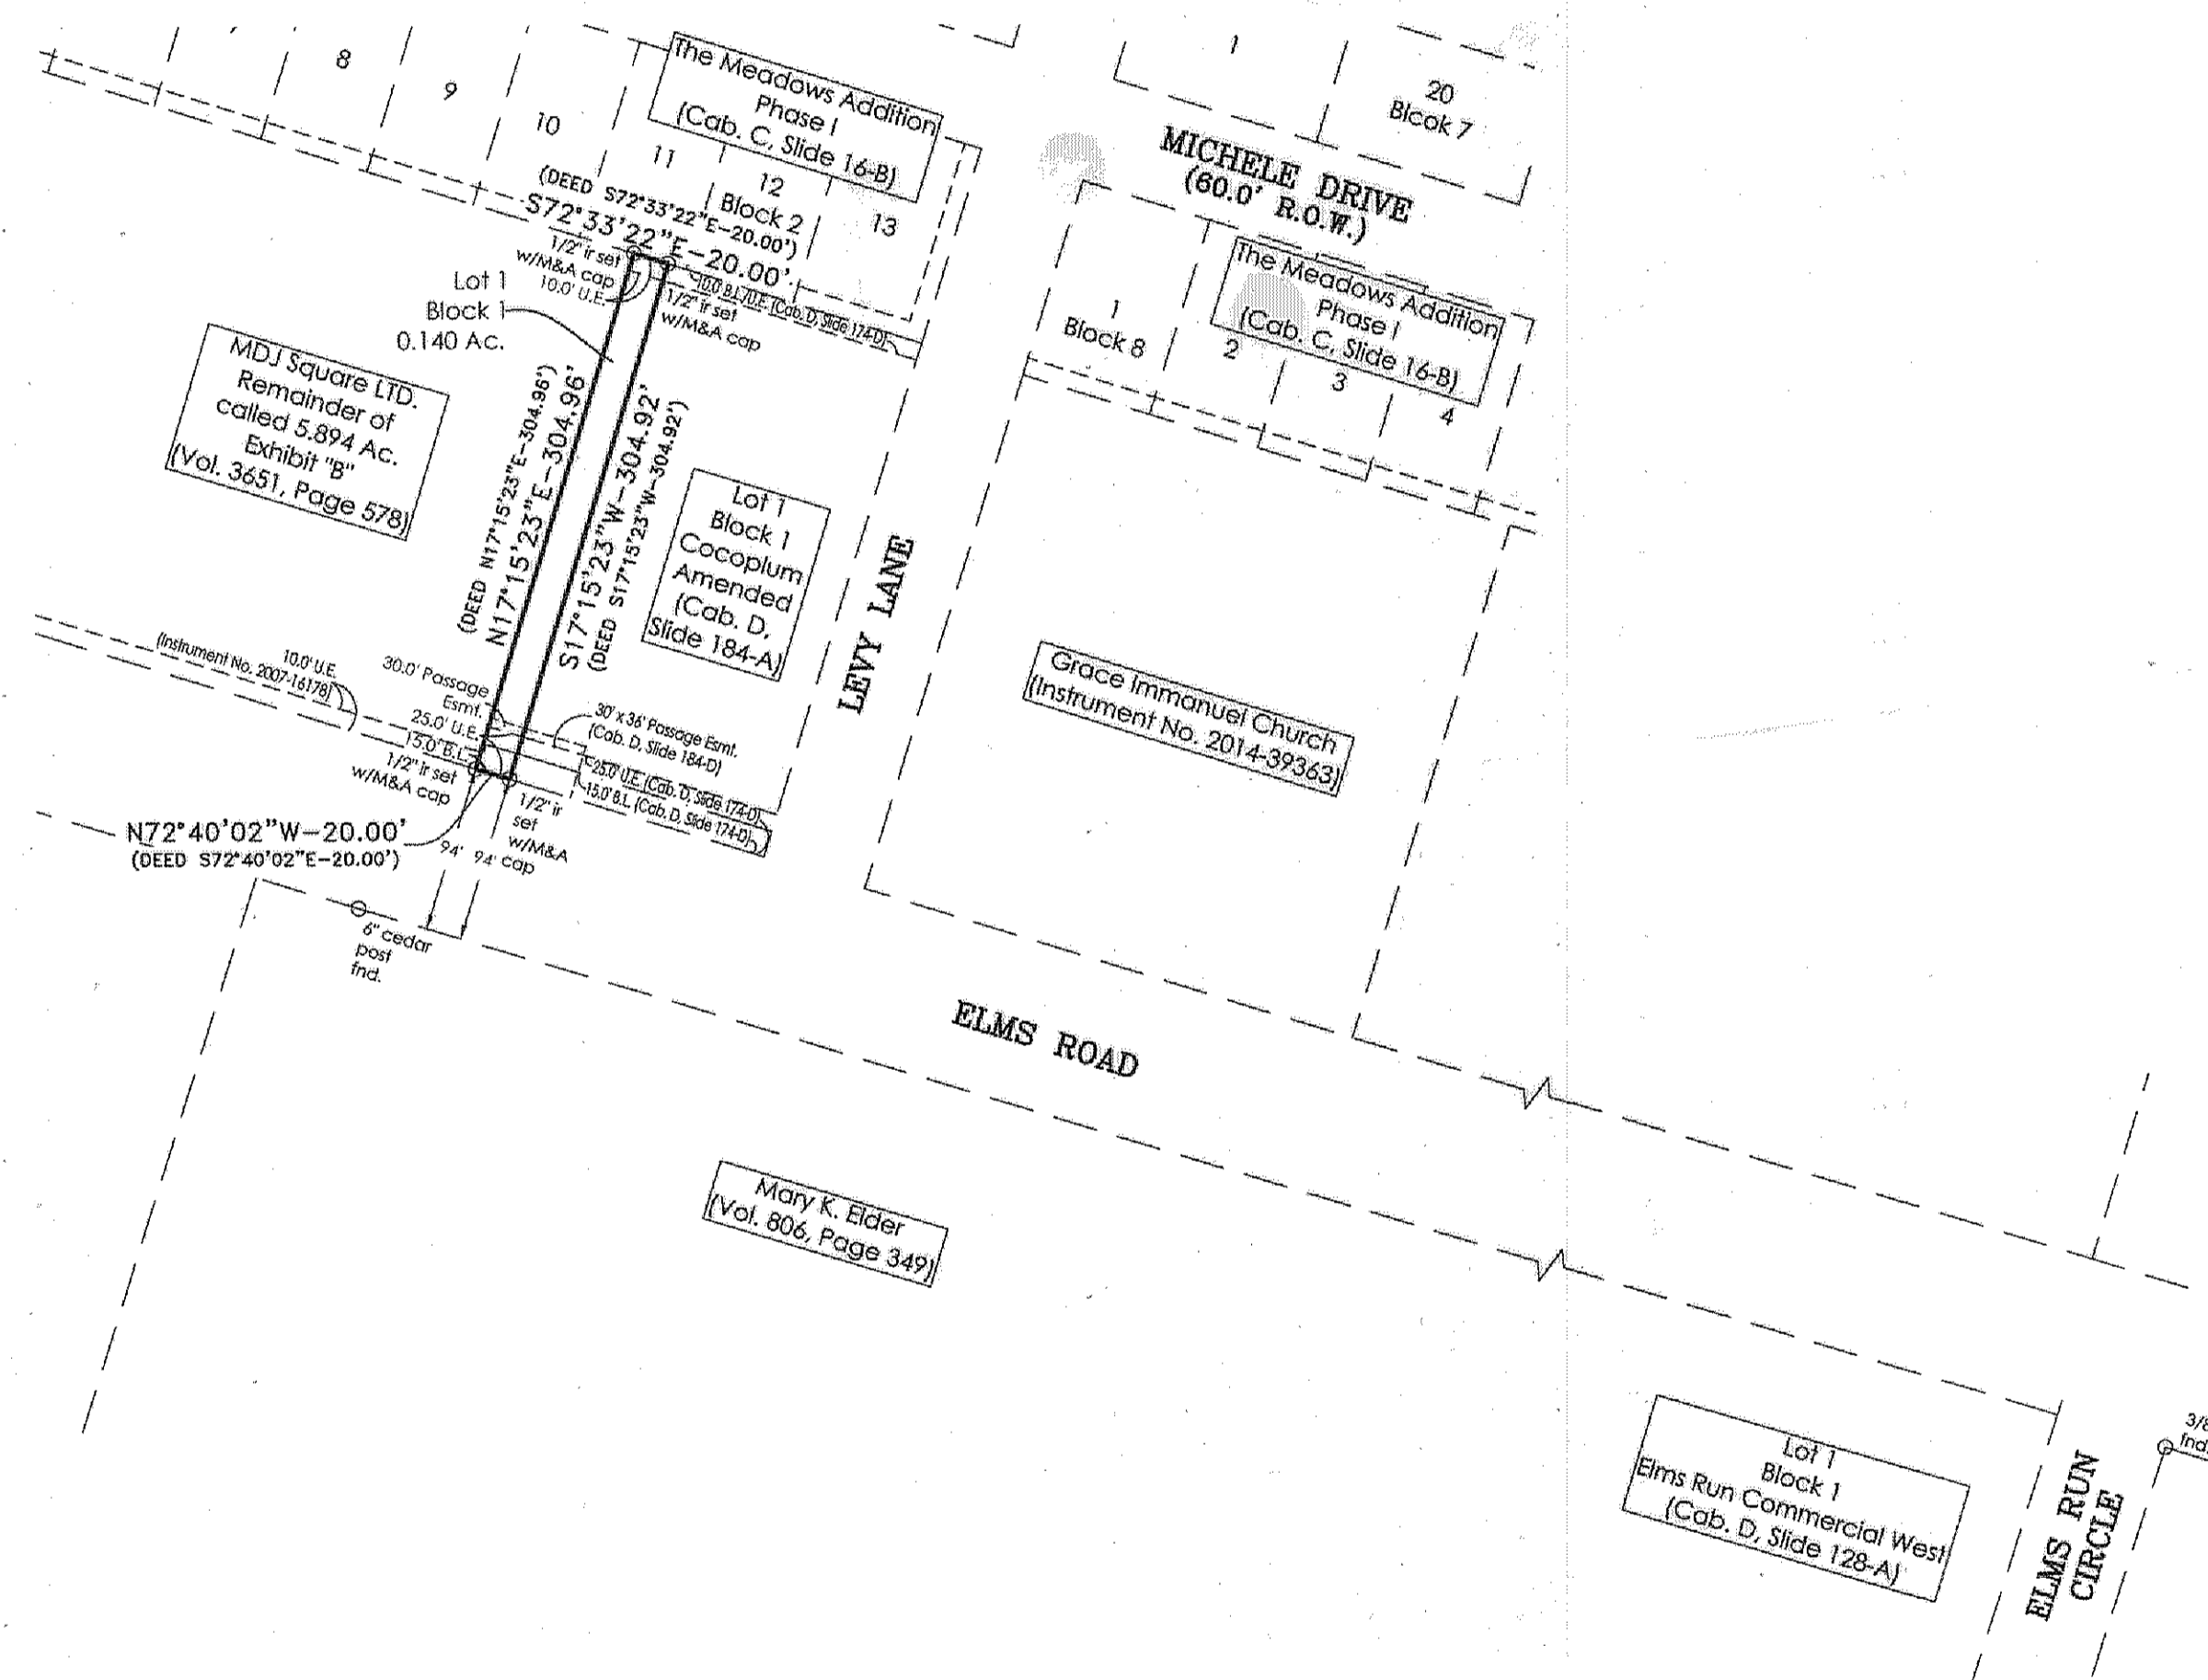 8
9
10
11
12
Block 2
13
The Meadows Addition
Phase I
(Cab. C, Slide 16-B)
1
20
Blcok 7
MICHELE DRIVE
(60.0' R.O.W.)
(DEED S72°33'22"E-20.00')
S72°33'22"E-20.00'
1/2" ir set
w/M&A cap
10.0' U.E.
10.0' B.L./U.E. (Cab. D, Slide 174-D)
1/2" ir set
w/M&A cap
Lot 1
Block 1
0.140 Ac.
1
Block 8
2
3
4
The Meadows Addition
Phase I
(Cab. C, Slide 16-B)
MDJ Square LTD.
Remainder of
called 5.894 Ac.
Exhibit "B"
(Vol. 3651, Page 578)
(DEED N17°15'23"E-304.96')
N17°15'23"E-304.96'
S17°15'23"W-304.92'
(DEED S17°15'23"W-304.92')
Lot 1
Block 1
Cocoplum
Amended
(Cab. D,
Slide 184-A)
LEVY LANE
Grace Immanuel Church
(Instrument No. 2014-39363)
10.0' U.E.
(Instrument No. 2007-16178)
30.0' Passage
Esmt.
25.0' U.E.
15.0' B.L.
1/2" ir set
w/M&A cap
30' x 36' Passage Esmt.
(Cab. D, Slide 184-D)
25.0' U.E. (Cab. D, Slide 174-D)
15.0' B.L. (Cab. D, Slide 174-D)
1/2" ir
set
w/M&A
cap
N72°40'02"W-20.00'
(DEED S72°40'02"E-20.00')
94'
94'
6" cedar
post
fnd.
ELMS ROAD
Mary K. Elder
(Vol. 806, Page 349)
Lot 1
Block 1
Elms Run Commercial West
(Cab. D, Slide 128-A)
ELMS RUN
CIRCLE
3/8
fnd.